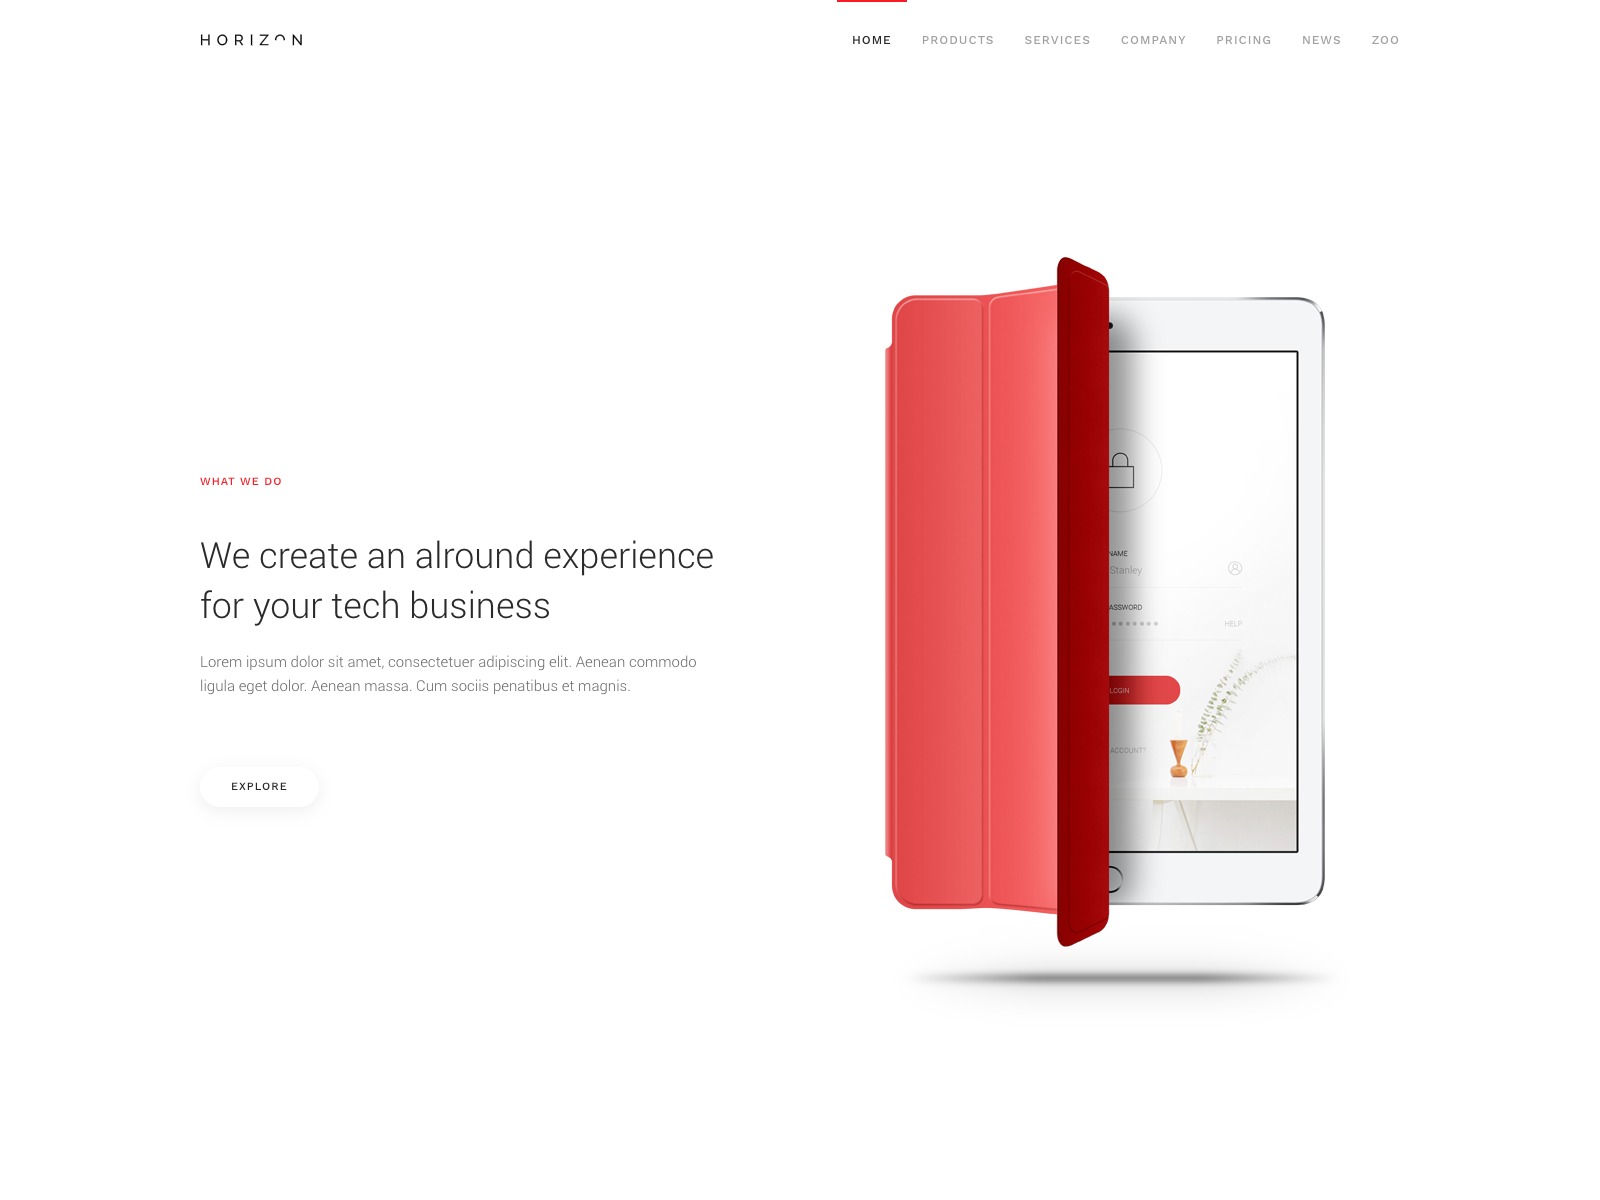 HORIZON
HOME PRODUCTS SERVICES COMPANY PRICING NEWS ZOO
WHAT WE DO
We create an alround experience
for your tech business
Lorem ipsum dolor sit amet, consectetuer adipiscing elit. Aenean commodo
ligula eget dolor. Aenean massa. Cum sociis penatibus et magnis.
EXPLORE
NAME
Stanley
ASSWORD
HELP
LOGIN
ACCOUNT?